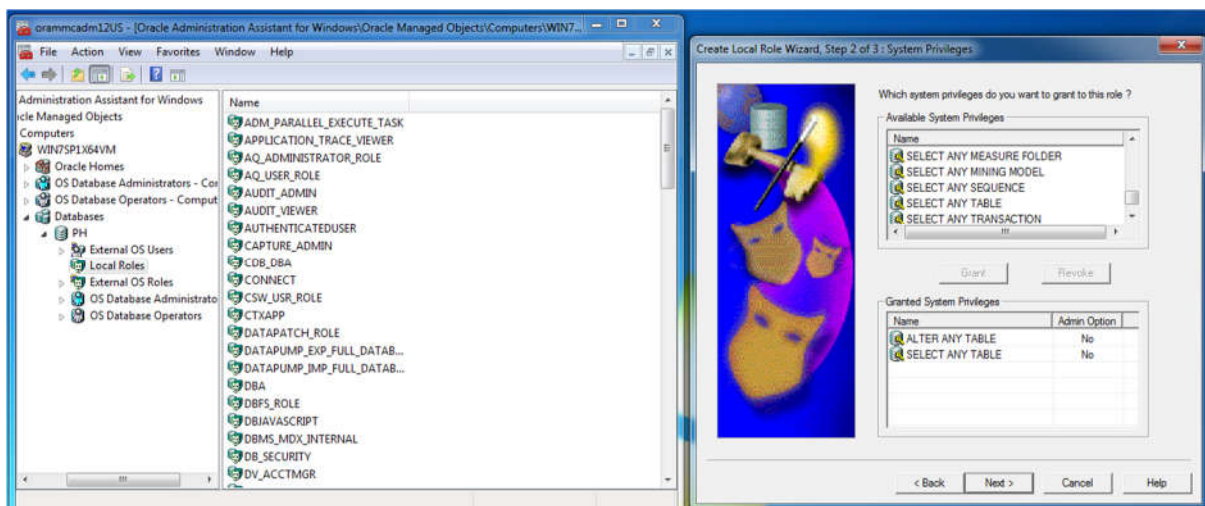 orammcadm12US - [Oracle Administration Assistant for Windows\Oracle Managed Objects\Computers\WIN7...
File Action View Favorites Window Help
Administration Assistant for Windows
icle Managed Objects
Computers
WIN7SP1X64VM
Oracle Homes
OS Database Administrators - Cor
OS Database Operators - Comput
Databases
PH
External OS Users
Local Roles
External OS Roles
OS Database Administrato
OS Database Operators
Name
ADM_PARALLEL_EXECUTE_TASK
APPLICATION_TRACE_VIEWER
AQ_ADMINISTRATOR_ROLE
AQ_USER_ROLE
AUDIT_ADMIN
AUDIT_VIEWER
AUTHENTICATEDUSER
CAPTURE_ADMIN
CDB_DBA
CONNECT
CSW_USR_ROLE
CTXAPP
DATAPATCH_ROLE
DATAPUMP_EXP_FULL_DATAB...
DATAPUMP_IMP_FULL_DATAB...
DBA
DBFS_ROLE
DBJAVASCRIPT
DBMS_MDX_INTERNAL
DB_SECURITY
DV_ACCTMGR
Create Local Role Wizard, Step 2 of 3 : System Privileges
Which system privileges do you want to grant to this role ?
Available System Privileges
Name
SELECT ANY MEASURE FOLDER
SELECT ANY MINING MODEL
SELECT ANY SEQUENCE
SELECT ANY TABLE
SELECT ANY TRANSACTION
Grant Revoke
Granted System Privileges
Name Admin Option
ALTER ANY TABLE No
SELECT ANY TABLE No
< Back Next > Cancel Help